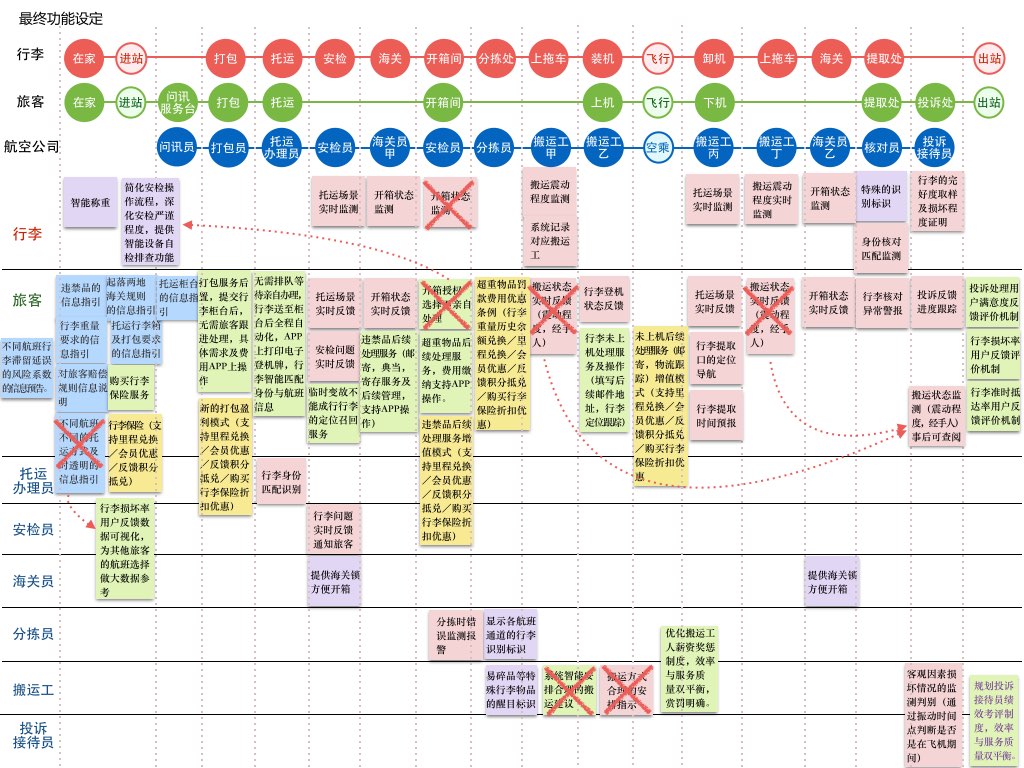 最终功能设定
行李
在家
进站
打包
托运
安检
海关
开箱间
分拣处
上拖车
装机
飞行
卸机
上拖车
海关
提取处
出站
旅客
在家
进站
问讯
服务台
打包
托运
开箱间
上机
飞行
下机
提取处
投诉处
出站
航空公司
问讯员
打包员
托运
办理员
安检员
海关员
甲
安检员
分拣员
搬运工
甲
搬运工
乙
空乘
搬运工
丙
搬运工
丁
海关员
乙
核对员
投诉
接待员
行李
智能称重
简化安检操
作流程，深
化安检严谨
程度，提供
智能设备自
检排查功能
托运场景
实时监测
开箱状态
监测
开箱状态
监测
搬运震动
程度监测
系统记录
对应搬运
工
托运场景
实时监测
搬运震动
程度实时
监测
开箱状态
监测
特殊的识
别标识
身份核对
匹配监测
行李的完
好度取样
及损坏程
度证明
旅客
违禁品的
信息指引
起落两地
海关规则
信息指引
托运柜台
的信息指
引
行李重量
要求的信
息指引
托运行李箱
及打包要求
的信息指引
不同航班行
李滞留延误
的风险系数
的信息预告。
对旅客赔偿
规则信息说
明
购买行李
保险服务
不同航班
不同的托
运方式及
时透明的
信息指引
行李保险（支
持里程兑换
／会员优惠
／反馈积分
抵兑）
打包服务后
置，提交行
李柜台后，
无需旅客跟
进处理，具
体需求及费
用APP上操
作
新的打包盈
利模式（支
持里程兑换
／会员优惠
／反馈积分
抵兑／购买
行李保险折
扣优惠）
无需排队等
待亲自办理，
行李送至柜
台后全程自
动化，APP
上打印电子
登机牌，行
李智能匹配
身份与航班
信息
托运场景
实时反馈
安检问题
实时反馈
临时变故不
能成行行李
的定位召回
服务
开箱状态
实时反馈
违禁品后续
处理服务（邮
寄，典当，
寄存服务及
后续管理，
支持APP操
作）
开箱授权
选择与亲自
处理
超重物品后
续处理服
务，费用缴
纳支持APP
操作。
违禁品后续
处理服务增
值模式（支
持里程兑换
／会员优惠
／反馈积分
抵兑／购买
行李保险折
扣优惠）
超重物品罚
款费用优惠
条例（行李
重量历史余
额兑换／里
程兑换／会
员优惠／反
馈积分抵兑
／购买行李
保险折扣优
惠）
搬运状态
实时反馈
（震动程
度，经手
人）
行李登机
状态反馈
行李未上
机处理服
务及操作
（填写后
续邮件地
址，行李
定位跟踪）
未上机后续
处理服务（邮
寄，物流跟
踪）增值模
式（支持里
程兑换／会
员优惠／反
馈积分抵兑
／购买行李
保险折扣优
惠
托运场景
实时反馈
行李提取
口的定位
导航
行李提取
时间预报
搬运状态
实时反馈
（震动程
度，经手
人）
开箱状态
实时反馈
行李核对
异常警报
投诉反馈
进度跟踪
搬运状态监
测（震动程
度，经手人）
事后可查阅
投诉处理用
户满意度反
馈评价机制
行李损坏率
用户反馈评
价机制
行李准时抵
达率用户反
馈评价机制
托运
办理员
行李身份
匹配识别
安检员
行李损坏率
用户反馈数
据可视化，
为其他旅客
的航班选择
做大数据参
考
行李问题
实时反馈
通知旅客
海关员
提供海关锁
方便开箱
提供海关锁
方便开箱
分拣员
分拣时错
误监测报
警
显示各航班
通道的行李
识别标识
搬运工
易碎品等特
殊行李物品
的醒目标识
系统智能安
排合理的搬
运建议
搬运方式
合理的安
措指示
优化搬运工
人薪资奖惩
制度，效率
与服务质
量双平衡，
赏罚明确。
投诉
接待员
客观因素损
坏情况的监
测判别（通
过振动时间
点判断是否
是在飞机期
间）
规划投诉
接待员绩
效考评制
度，效率
与服务质
量双平衡。